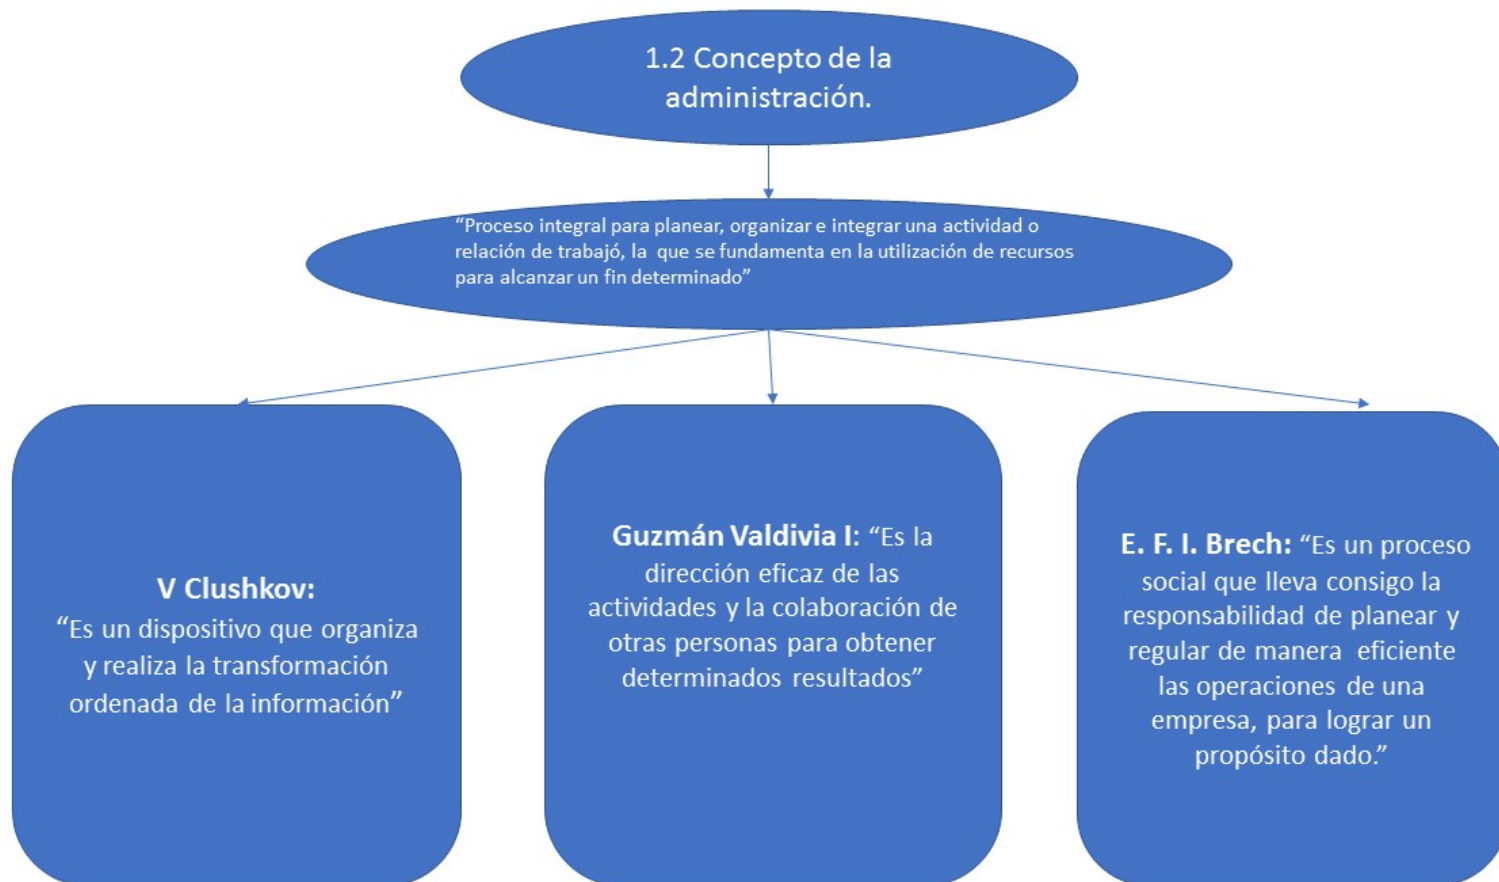 1.2 Concepto de la
administración.
“Proceso integral para planear, organizar e integrar una actividad o
relación de trabajó, la que se fundamenta en la utilización de recursos
para alcanzar un fin determinado”
V Clushkov:
“Es un dispositivo que organiza
y realiza la transformación
ordenada de la información”
Guzmán Valdivia I: “Es la
dirección eficaz de las
actividades y la colaboración de
otras personas para obtener
determinados resultados”
E. F. I. Brech: “Es un proceso
social que lleva consigo la
responsabilidad de planear y
regular de manera eficiente
las operaciones de una
empresa, para lograr un
propósito dado.”